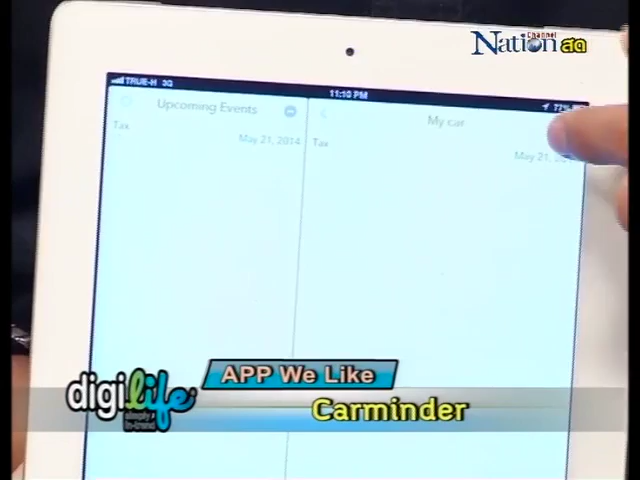 Channel
Nation สด
TRUE-H 3G
11:10 PM
77%
Upcoming Events
My car
Tax
May 21, 2014
Tax
May 21,
APP We Like
digilife
simply
in-trend
Carminder